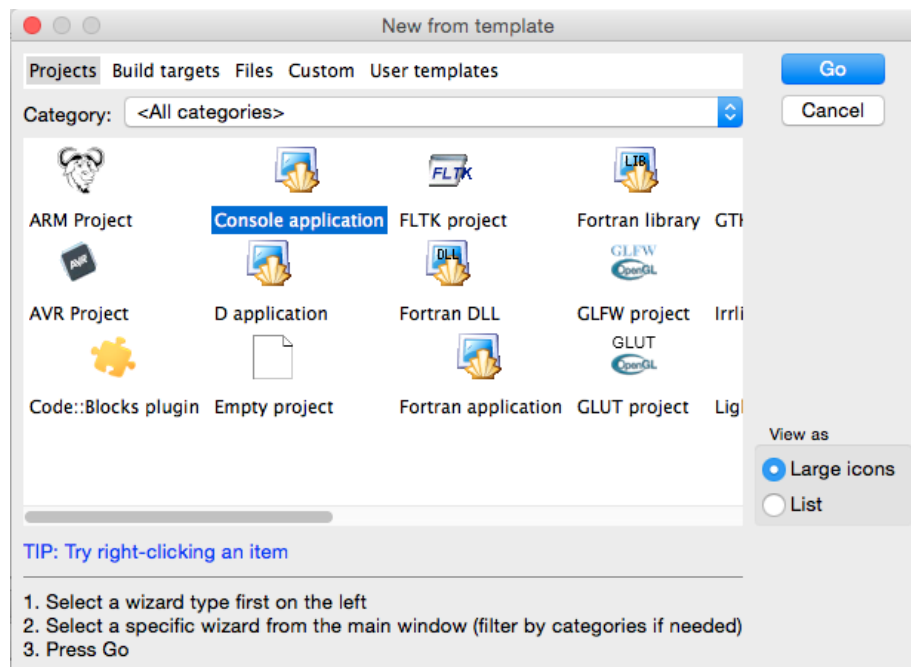 New from template
Projects Build targets Files Custom User templates
Go
Category: <All categories>
Cancel
FLTK
LIB
ARM Project Console application FLTK project Fortran library GTK
AVR
DLL
GLFW
OpenGL
AVR Project D application Fortran DLL GLFW project Irrli
GLUT
OpenGL
Code::Blocks plugin Empty project Fortran application GLUT project Ligl
View as
Large icons
List
TIP: Try right-clicking an item
1. Select a wizard type first on the left
2. Select a specific wizard from the main window (filter by categories if needed)
3. Press Go